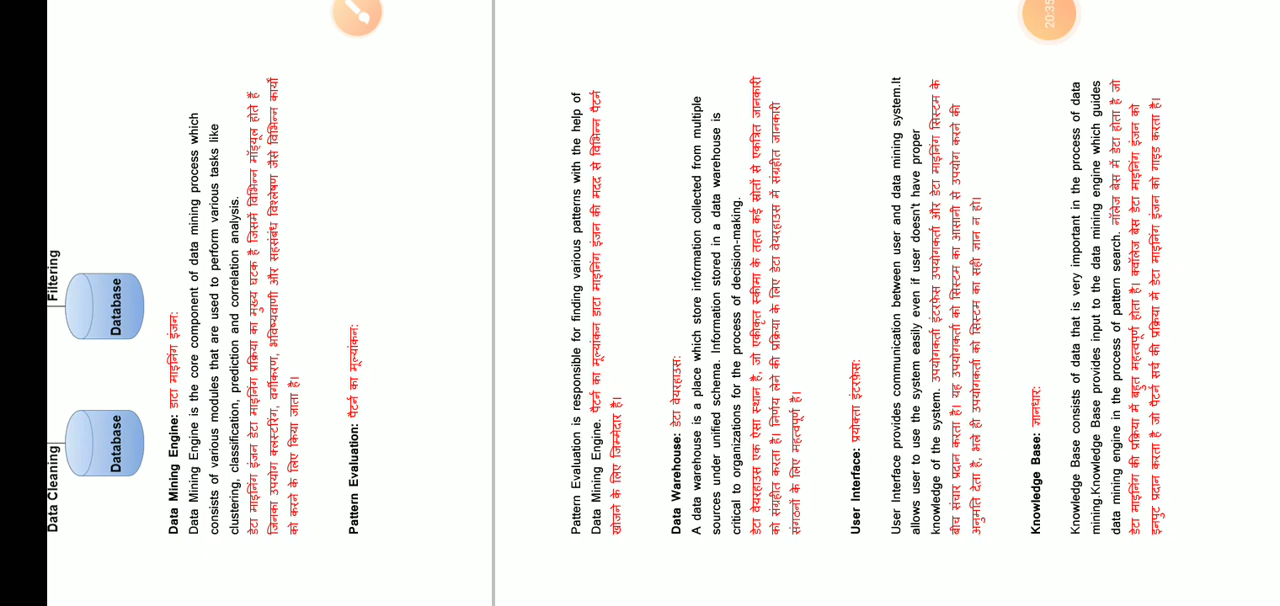 Data Cleaning
Filtering
Database
Database
Data Mining Engine: डाटा माइनिंग इंजन:
Data Mining Engine is the core component of data mining process which
consists of various modules that are used to perform various tasks like
clustering, classification, prediction and correlation analysis.
डेटा माइनिंग इंजन डेटा माइनिंग प्रक्रिया का मुख्य घटक है जिसमें विभिन्न मॉड्यूल होते हैं
जिनका उपयोग क्लस्टरिंग, वर्गीकरण, भविष्यवाणी और सहसंबंध विश्लेषण जैसे विभिन्न कार्यों
को करने के लिए किया जाता है।
Pattern Evaluation: पैटर्न का मूल्यांकन:
Pattern Evaluation is responsible for finding various patterns with the help of
Data Mining Engine. पैटर्न का मूल्यांकन डाटा माइनिंग इंजन की मदद से विभिन्न पैटर्न
खोजने के लिए जिम्मेदार है।
Data Warehouse: डेटा वेयरहाउस:
A data warehouse is a place which store information collected from multiple
sources under unified schema. Information stored in a data warehouse is
critical to organizations for the process of decision-making.
डेटा वेयरहाउस एक ऐसा स्थान है, जो एकीकृत स्कीमा के तहत कई स्रोतों से एकत्रित जानकारी
को संग्रहीत करता है। निर्णय लेने की प्रक्रिया के लिए डेटा वेयरहाउस में संग्रहीत जानकारी
संगठनों के लिए महत्वपूर्ण है।
User Interface: प्रयोक्ता इंटरफ़ेस:
User Interface provides communication between user and data mining system.It
allows user to use the system easily even if user doesn't have proper
knowledge of the system. उपयोगकर्ता इंटरफ़ेस उपयोगकर्ता और डेटा माइनिंग सिस्टम के
बीच संचार प्रदान करता है। यह उपयोगकर्ता को सिस्टम का आसानी से उपयोग करने की
अनुमति देता है, भले ही उपयोगकर्ता को सिस्टम का सही ज्ञान न हो।
Knowledge Base: ज्ञानधार:
Knowledge Base consists of data that is very important in the process of data
mining.Knowledge Base provides input to the data mining engine which guides
data mining engine in the process of pattern search. नॉलेज बेस में डेटा होता है जो
डेटा माइनिंग की प्रक्रिया में बहुत महत्वपूर्ण होता है। क्वॉलेज बेस डेटा माइनिंग इंजन को
इनपुट प्रदान करता है जो पैटर्न सर्च की प्रक्रिया में डेटा माइनिंग इंजन को गाइड करता है।
20:35